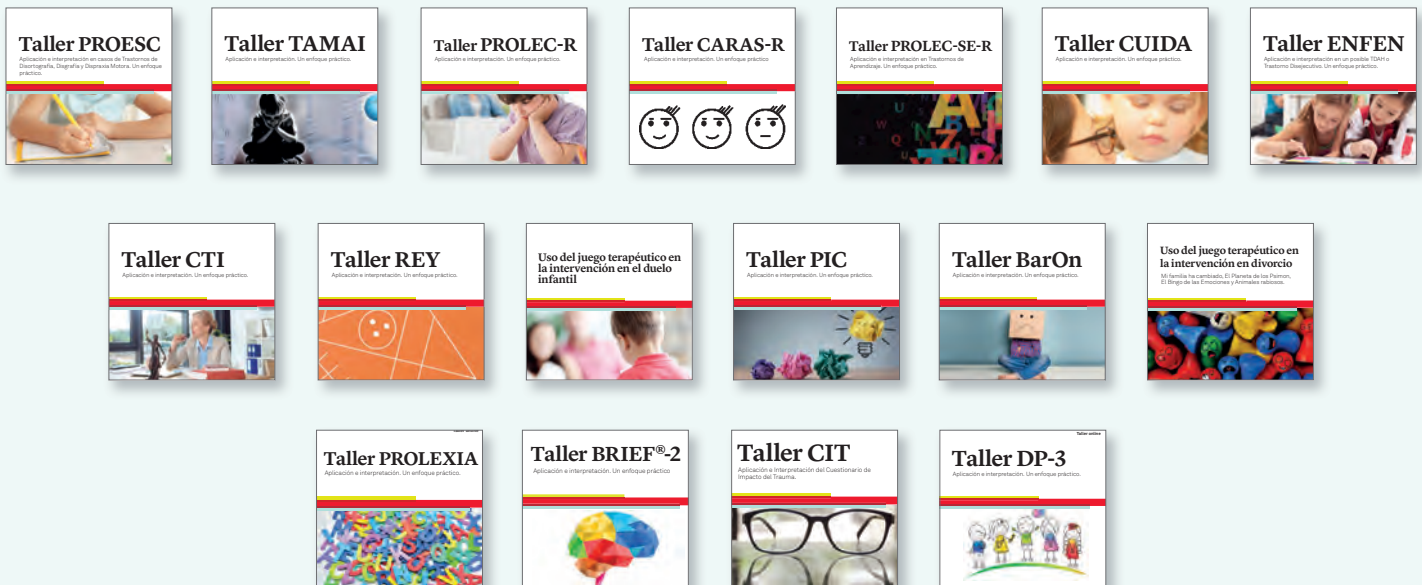 Taller PROESC
Aplicación e interpretación en casos de Trastornos de
Disortografía, Disgrafía y Dispraxia Motora. Un enfoque
práctico.
Taller TAMAI
Aplicación e interpretación. Un enfoque práctico.
Taller PROLEC-R
Aplicación e interpretación. Un enfoque práctico.
Taller CARAS-R
Aplicación e interpretación. Un enfoque práctico
Taller PROLEC-SE-R
Aplicación e interpretación en Trastornos de
Aprendizaje. Un enfoque práctico.
Taller CUIDA
Aplicación e interpretación. Un enfoque práctico.
Taller ENFEN
Aplicación e interpretación en un posible TDAH o
Trastorno Disejecutivo. Un enfoque práctico.
Taller CTI
Aplicación e interpretación. Un enfoque práctico.
Taller REY
Aplicación e interpretación. Un enfoque práctico.
Uso del juego terapéutico en
la intervención en el duelo
infantil
Taller PIC
Aplicación e interpretación. Un enfoque práctico.
Taller BarOn
Aplicación e interpretación. Un enfoque práctico.
Uso del juego terapéutico en
la intervención en divorcio
Mi familia ha cambiado, El Planeta de los Peimon,
El Bingo de las Emociones y Animales rabiosos.
Taller PROLEXIA
Aplicación e interpretación. Un enfoque práctico.
Taller BRIEF®-2
Aplicación e interpretación. Un enfoque práctico
Taller CIT
Aplicación e Interpretación del Cuestionario de
Impacto del Trauma.
Taller online
Taller DP-3
Aplicación e interpretación. Un enfoque práctico.